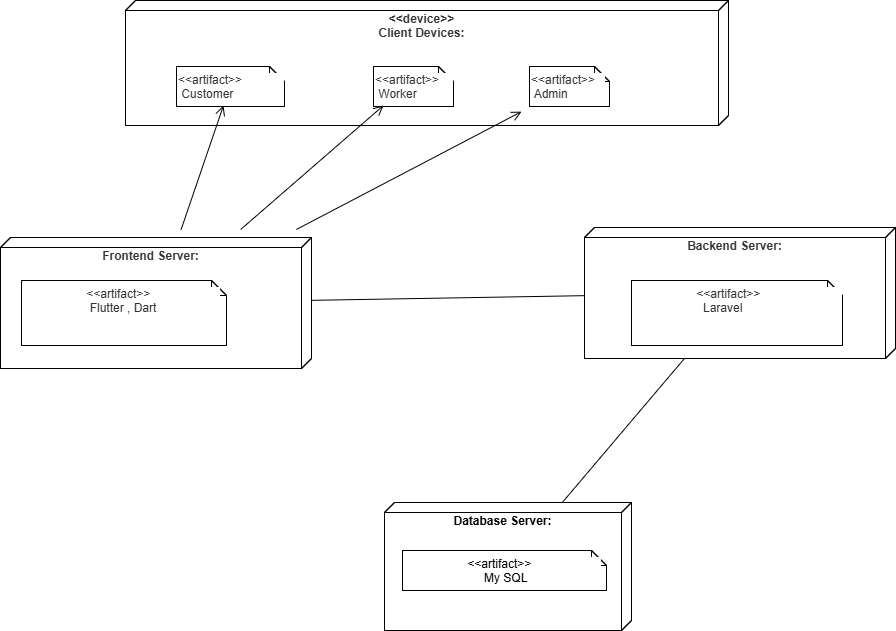 <<device>>
Client Devices:
<<artifact>>
Customer
<<artifact>>
Worker
<<artifact>>
Admin
Frontend Server:
<<artifact>>
Flutter , Dart
Backend Server:
<<artifact>>
Laravel
Database Server:
<<artifact>>
My SQL